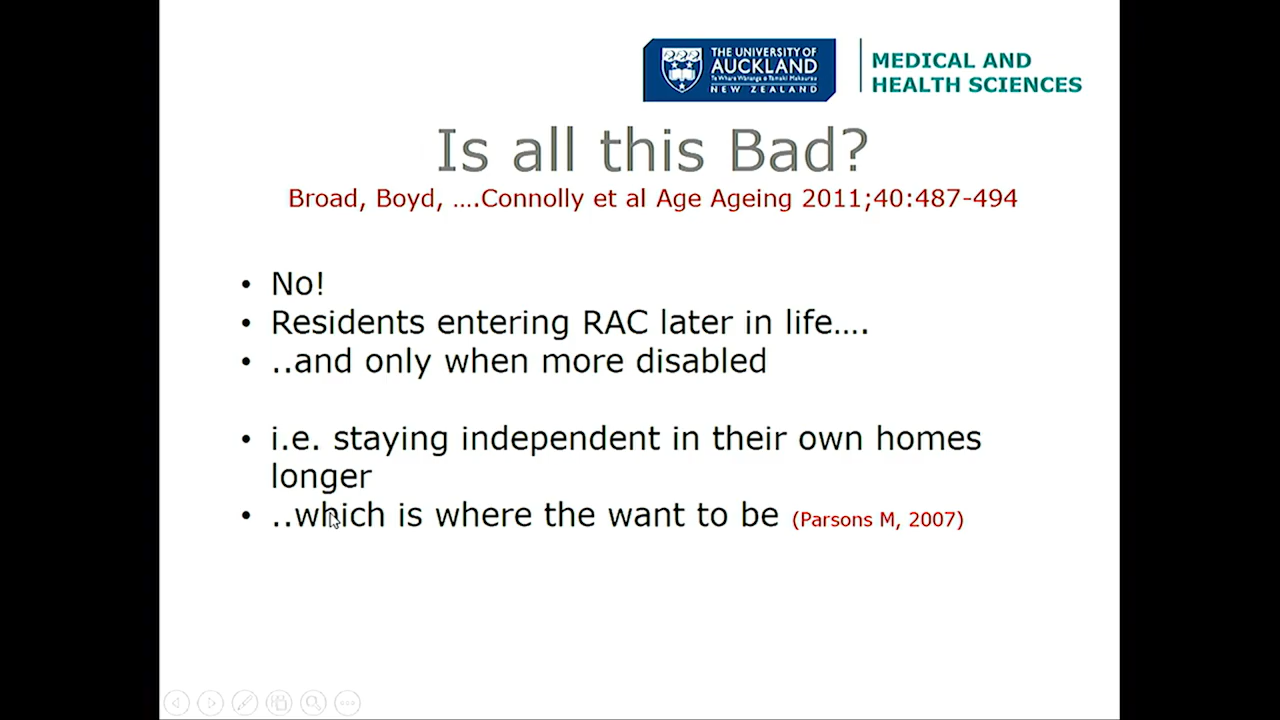 THE UNIVERSITY OF
AUCKLAND
Te Whare Wānanga o Tāmaki Makaurau
NEW ZEALAND
MEDICAL AND
HEALTH SCIENCES
Is all this Bad?
Broad, Boyd, ….Connolly et al Age Ageing 2011;40:487-494
• No!
• Residents entering RAC later in life….
• ..and only when more disabled
• i.e. staying independent in their own homes
longer
• ..which is where the want to be (Parsons M, 2007)